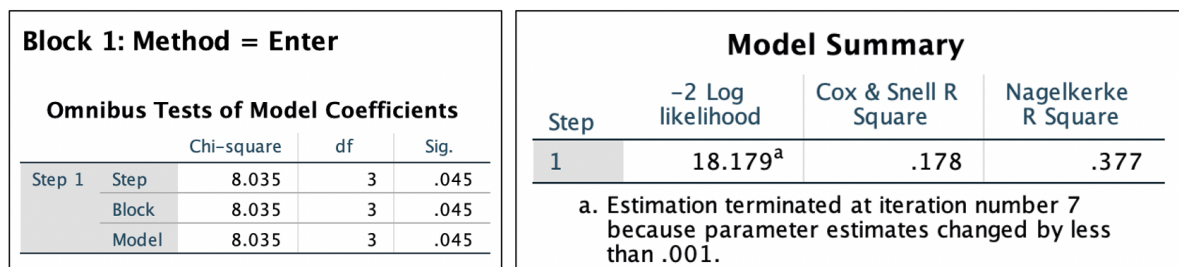 Block 1: Method = Enter
Omnibus Tests of Model Coefficients
Chi-square df Sig.
Step 1 Step 8.035 3 .045
Block 8.035 3 .045
Model 8.035 3 .045
Model Summary
Step -2 Log likelihood Cox & Snell R Square Nagelkerke R Square
1 18.179a .178 .377
a. Estimation terminated at iteration number 7
because parameter estimates changed by less
than .001.